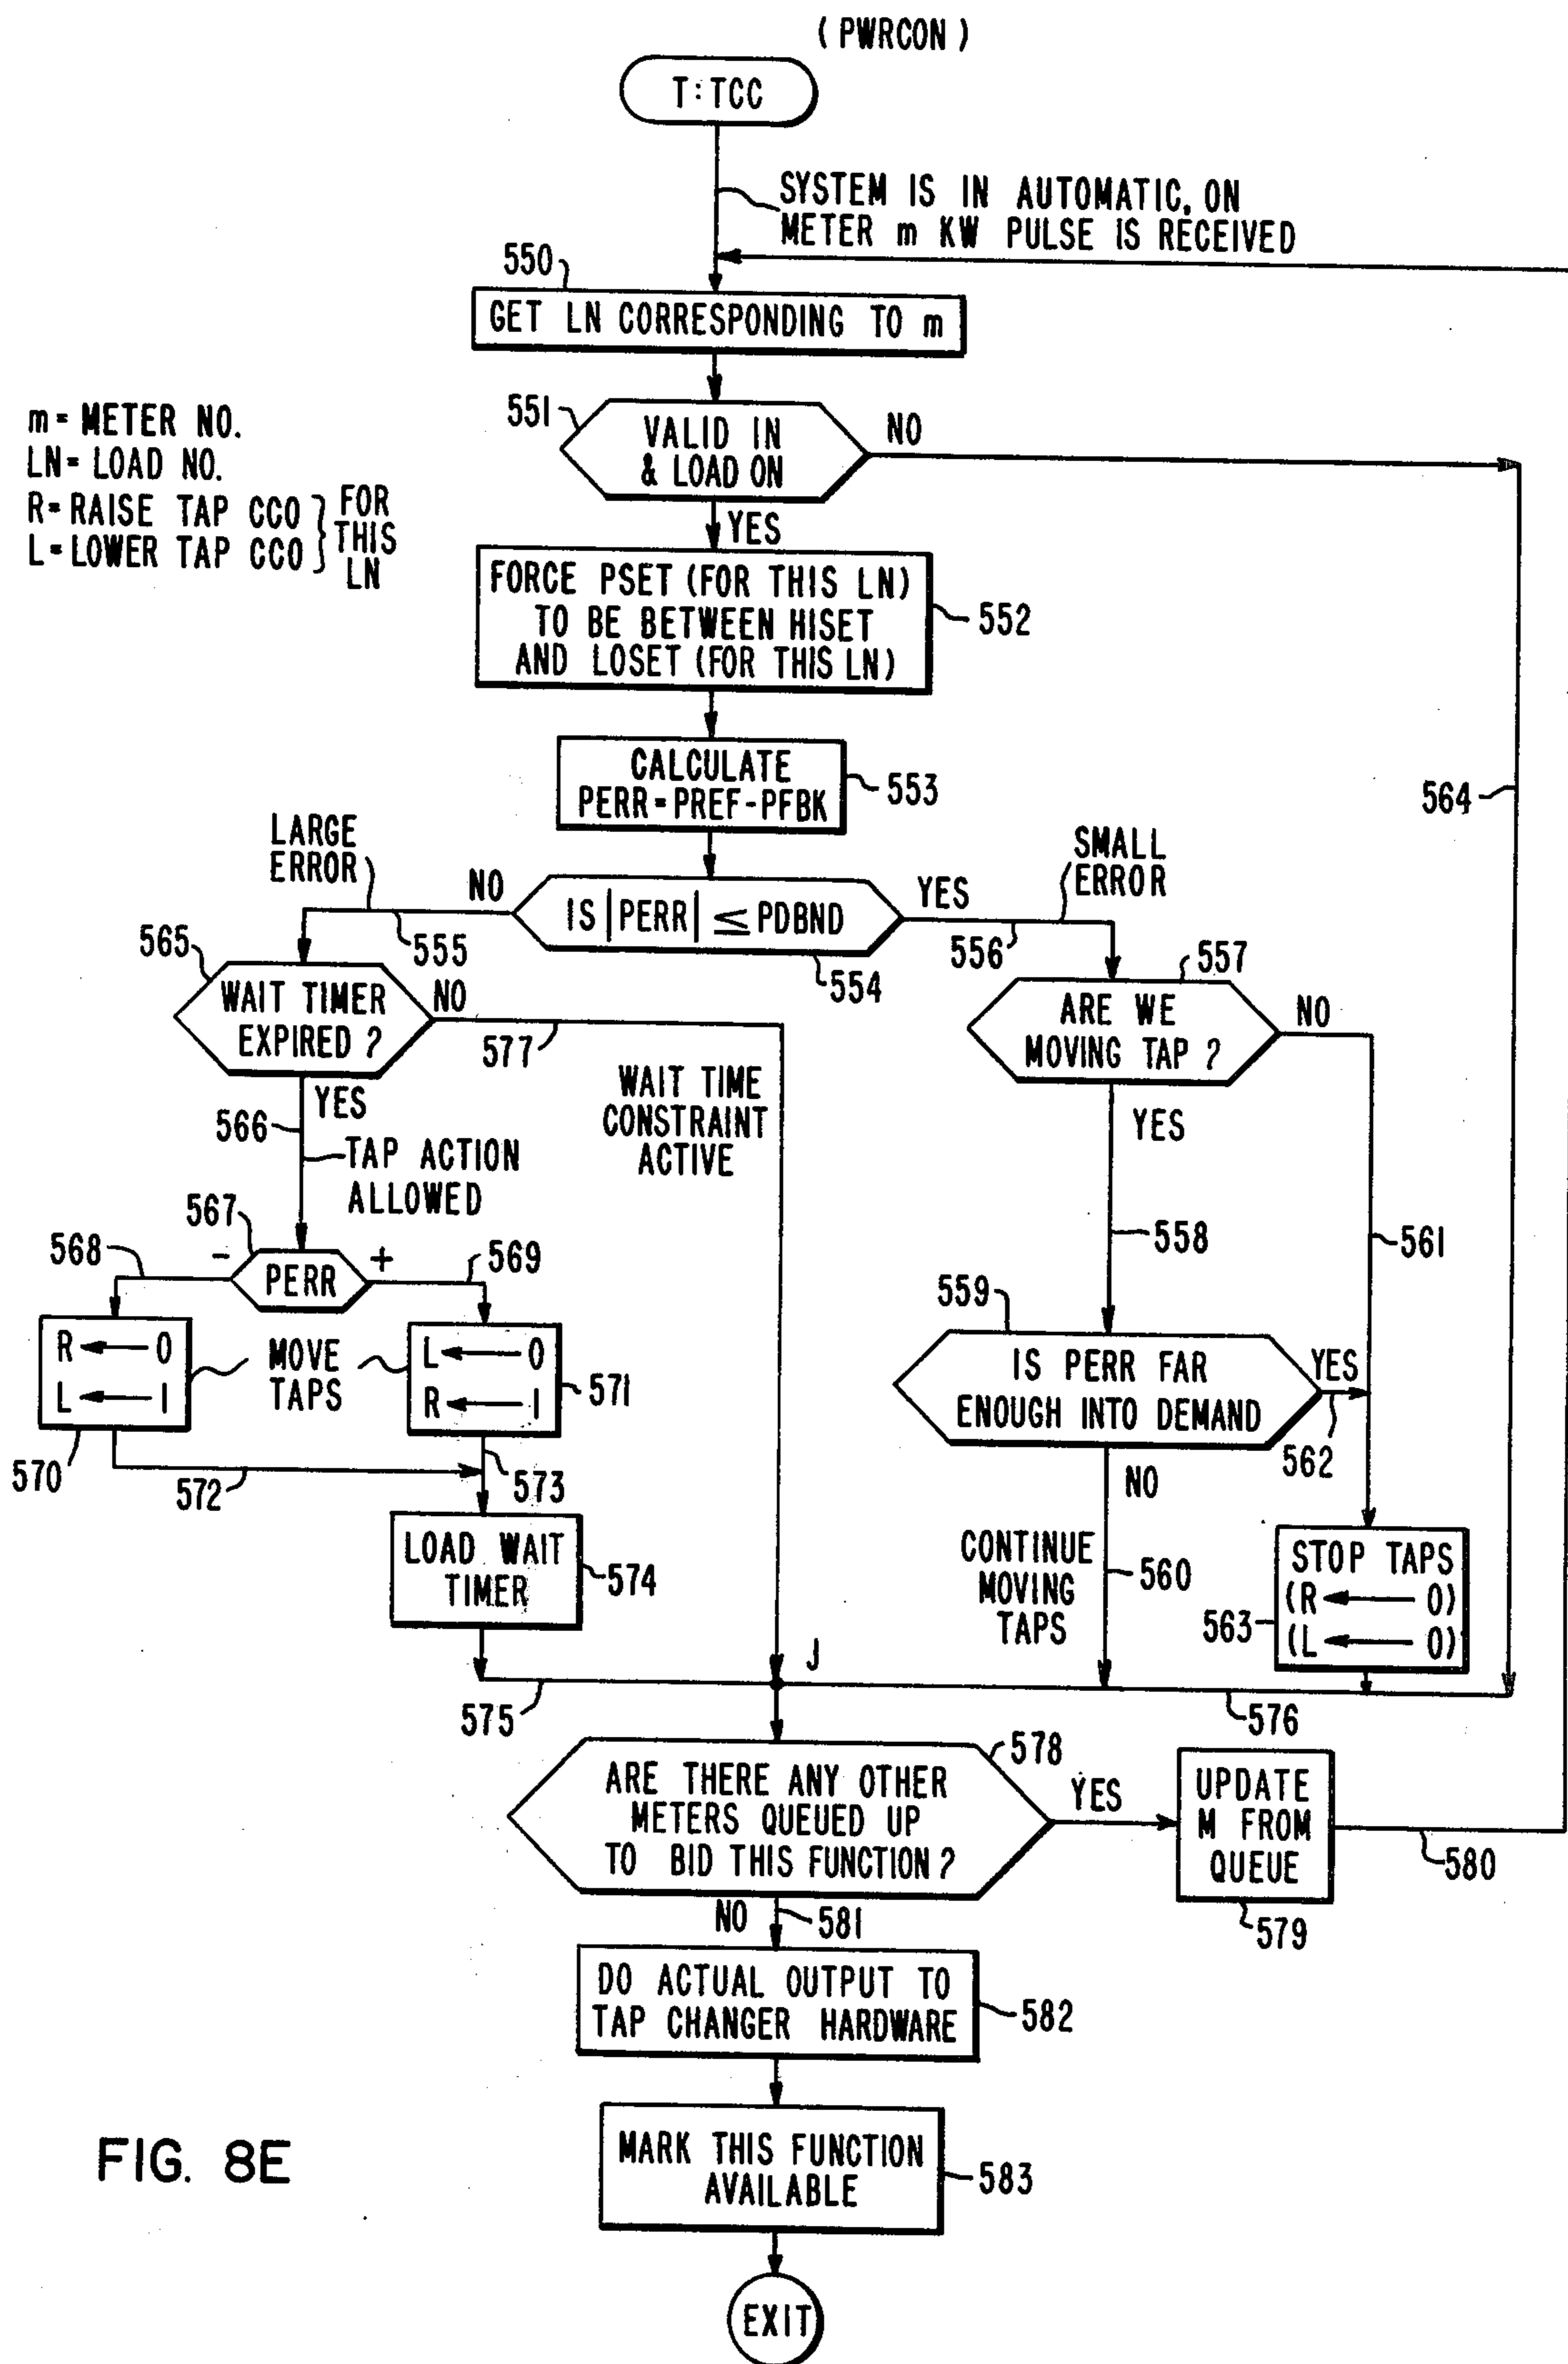 (PWRCON)
T:TCC
SYSTEM IS IN AUTOMATIC, ON
METER m KW PULSE IS RECEIVED
550
GET LN CORRESPONDING TO m
m = METER NO.
LN = LOAD NO.
R = RAISE TAP CCO
L = LOWER TAP CCO
FOR
THIS
LN
551
VALID IN
& LOAD ON
NO
YES
FORCE PSET (FOR THIS LN)
TO BE BETWEEN HISET
AND LOSET (FOR THIS LN)
552
CALCULATE
PERR = PREF - PFBK
553
564
LARGE
ERROR
NO
IS |PERR| ≤ PDBND
YES
SMALL
ERROR
555
554
556
565
WAIT TIMER
EXPIRED ?
NO
577
557
ARE WE
MOVING TAP ?
NO
YES
566
TAP ACTION
ALLOWED
WAIT TIME
CONSTRAINT
ACTIVE
YES
558
561
567
568
-
PERR
+
569
R ← 0
L ← 1
MOVE
TAPS
L ← 0
R ← 1
571
559
IS PERR FAR
ENOUGH INTO DEMAND
YES
562
570
572
573
NO
LOAD WAIT
TIMER
574
CONTINUE
MOVING
TAPS
560
STOP TAPS
(R ← 0)
(L ← 0)
563
J
575
576
578
ARE THERE ANY OTHER
METERS QUEUED UP
TO BID THIS FUNCTION ?
YES
UPDATE
M FROM
QUEUE
580
579
NO
581
DO ACTUAL OUTPUT TO
TAP CHANGER HARDWARE
582
MARK THIS FUNCTION
AVAILABLE
583
FIG. 8E
EXIT